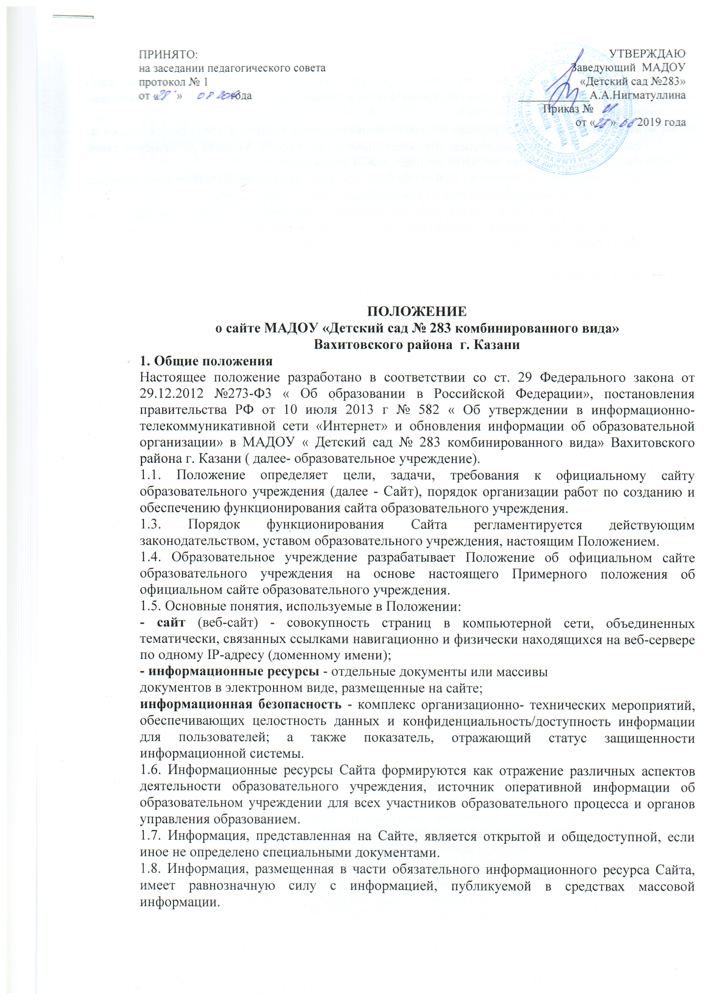 ПРИНЯТО:
на заседании педагогического совета
протокол № 1
от «28» 08 2019 года
УТВЕРЖДАЮ
Заведующий МАДОУ
«Детский сад №283»
____________А.А.Нигматуллина
Приказ №
от «28» 08 2019 года
ПОЛОЖЕНИЕ
о сайте МАДОУ «Детский сад № 283 комбинированного вида»
Вахитовского района г. Казани
1. Общие положения
Настоящее положение разработано в соответствии со ст. 29 Федерального закона от
29.12.2012 №273-ФЗ « Об образовании в Российской Федерации», постановления
правительства РФ от 10 июля 2013 г № 582 « Об утверждении в информационно-
телекоммуникативной сети «Интернет» и обновления информации об образовательной
организации» в МАДОУ « Детский сад № 283 комбинированного вида» Вахитовского
района г. Казани ( далее- образовательное учреждение).
1.1. Положение определяет цели, задачи, требования к официальному сайту
образовательного учреждения (далее - Сайт), порядок организации работ по созданию и
обеспечению функционирования сайта образовательного учреждения.
1.3. Порядок функционирования Сайта регламентируется действующим
законодательством, уставом образовательного учреждения, настоящим Положением.
1.4. Образовательное учреждение разрабатывает Положение об официальном сайте
образовательного учреждения на основе настоящего Примерного положения об
официальном сайте образовательного учреждения.
1.5. Основные понятия, используемые в Положении:
- сайт (веб-сайт) - совокупность страниц в компьютерной сети, объединенных
тематически, связанных ссылками навигационно и физически находящихся на веб-сервере
по одному IP-адресу (доменному имени);
- информационные ресурсы - отдельные документы или массивы
документов в электронном виде, размещенные на сайте;
информационная безопасность - комплекс организационно- технических мероприятий,
обеспечивающих целостность данных и конфиденциальность/доступность информации
для пользователей; а также показатель, отражающий статус защищенности
информационной системы.
1.6. Информационные ресурсы Сайта формируются как отражение различных аспектов
деятельности образовательного учреждения, источник оперативной информации об
образовательном учреждении для всех участников образовательного процесса и органов
управления образованием.
1.7. Информация, представленная на Сайте, является открытой и общедоступной, если
иное не определено специальными документами.
1.8. Информация, размещенная в части обязательного информационного ресурса Сайта,
имеет равнозначную силу с информацией, публикуемой в средствах массовой
информации.